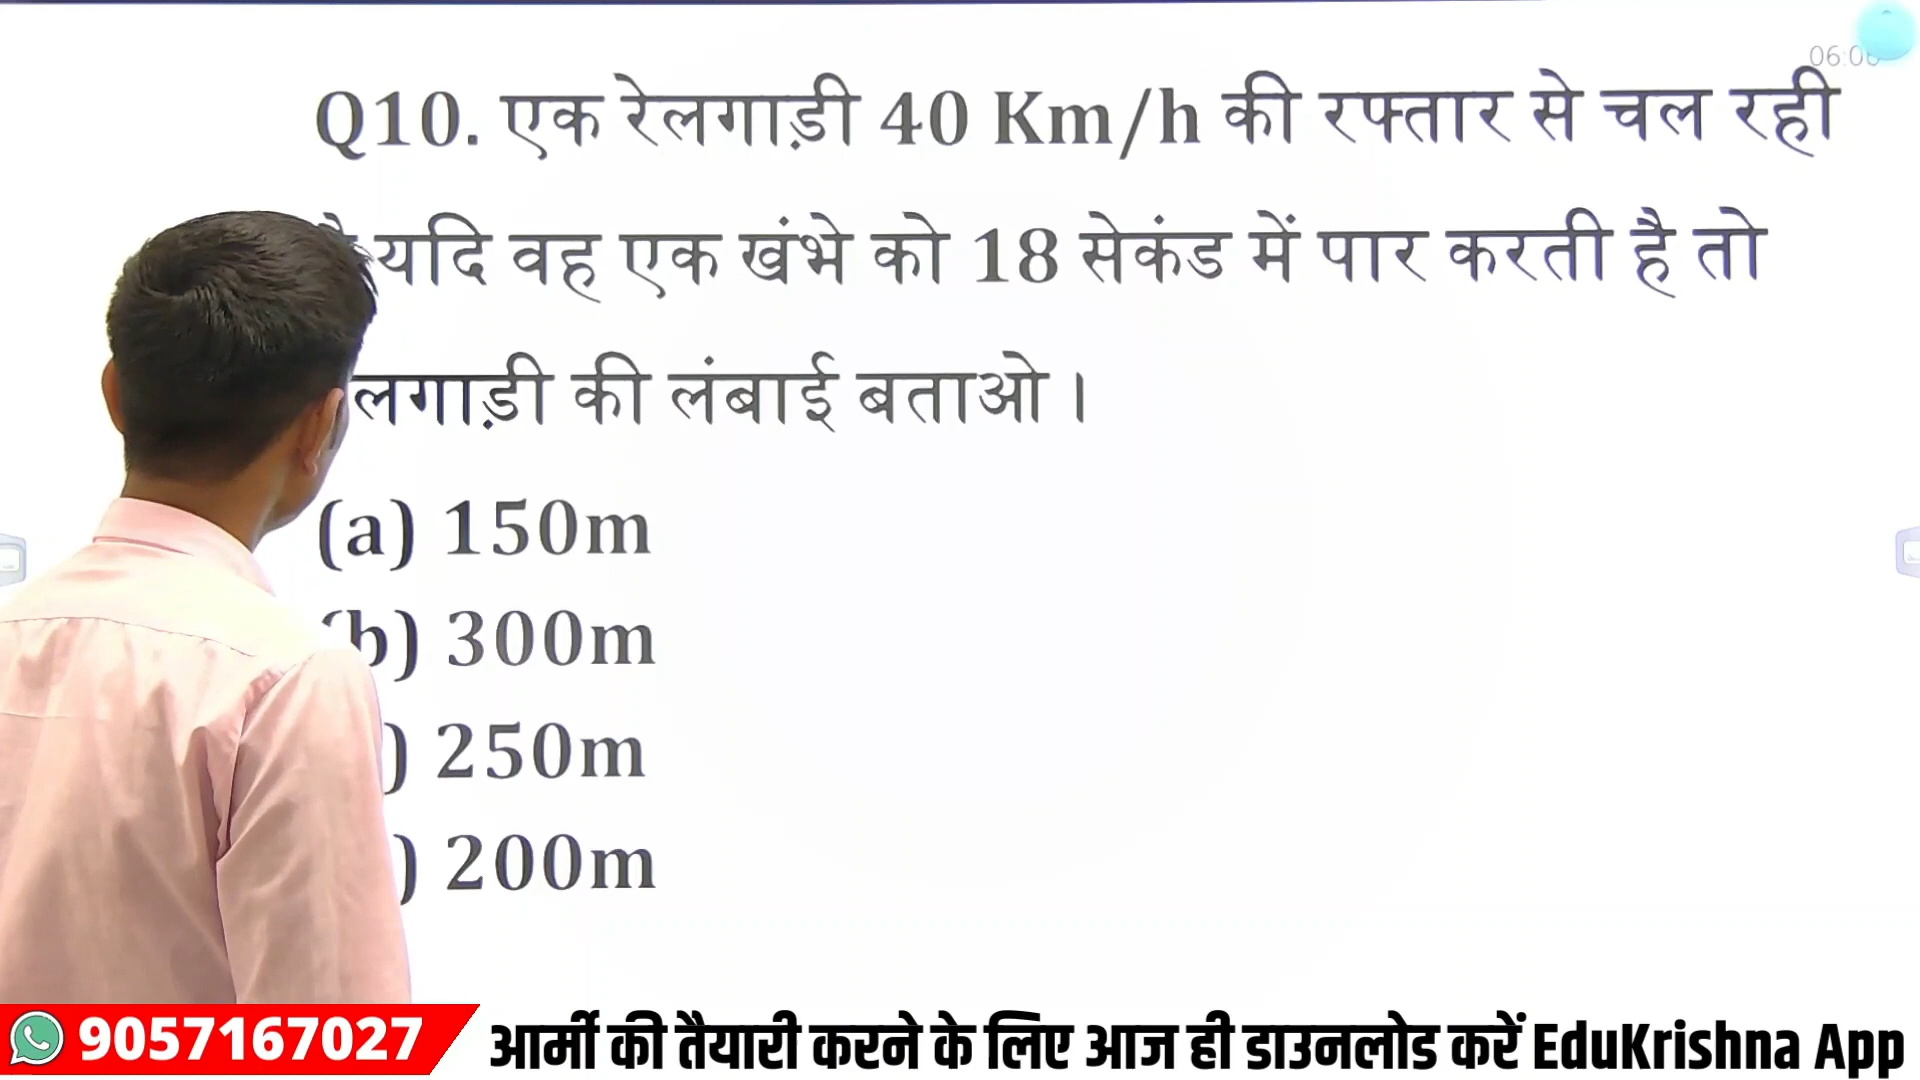 06:06
Q10. एक रेलगाड़ी 40 Km/h की रफ्तार से चल रही
यदि वह एक खंभे को 18 सेकंड में पार करती है तो
लगाड़ी की लंबाई बताओ।
(a) 150m
(b) 300m
) 250m
) 200m
9057167027 आर्मी की तैयारी करने के लिए आज ही डाउनलोड करें EduKrishna App